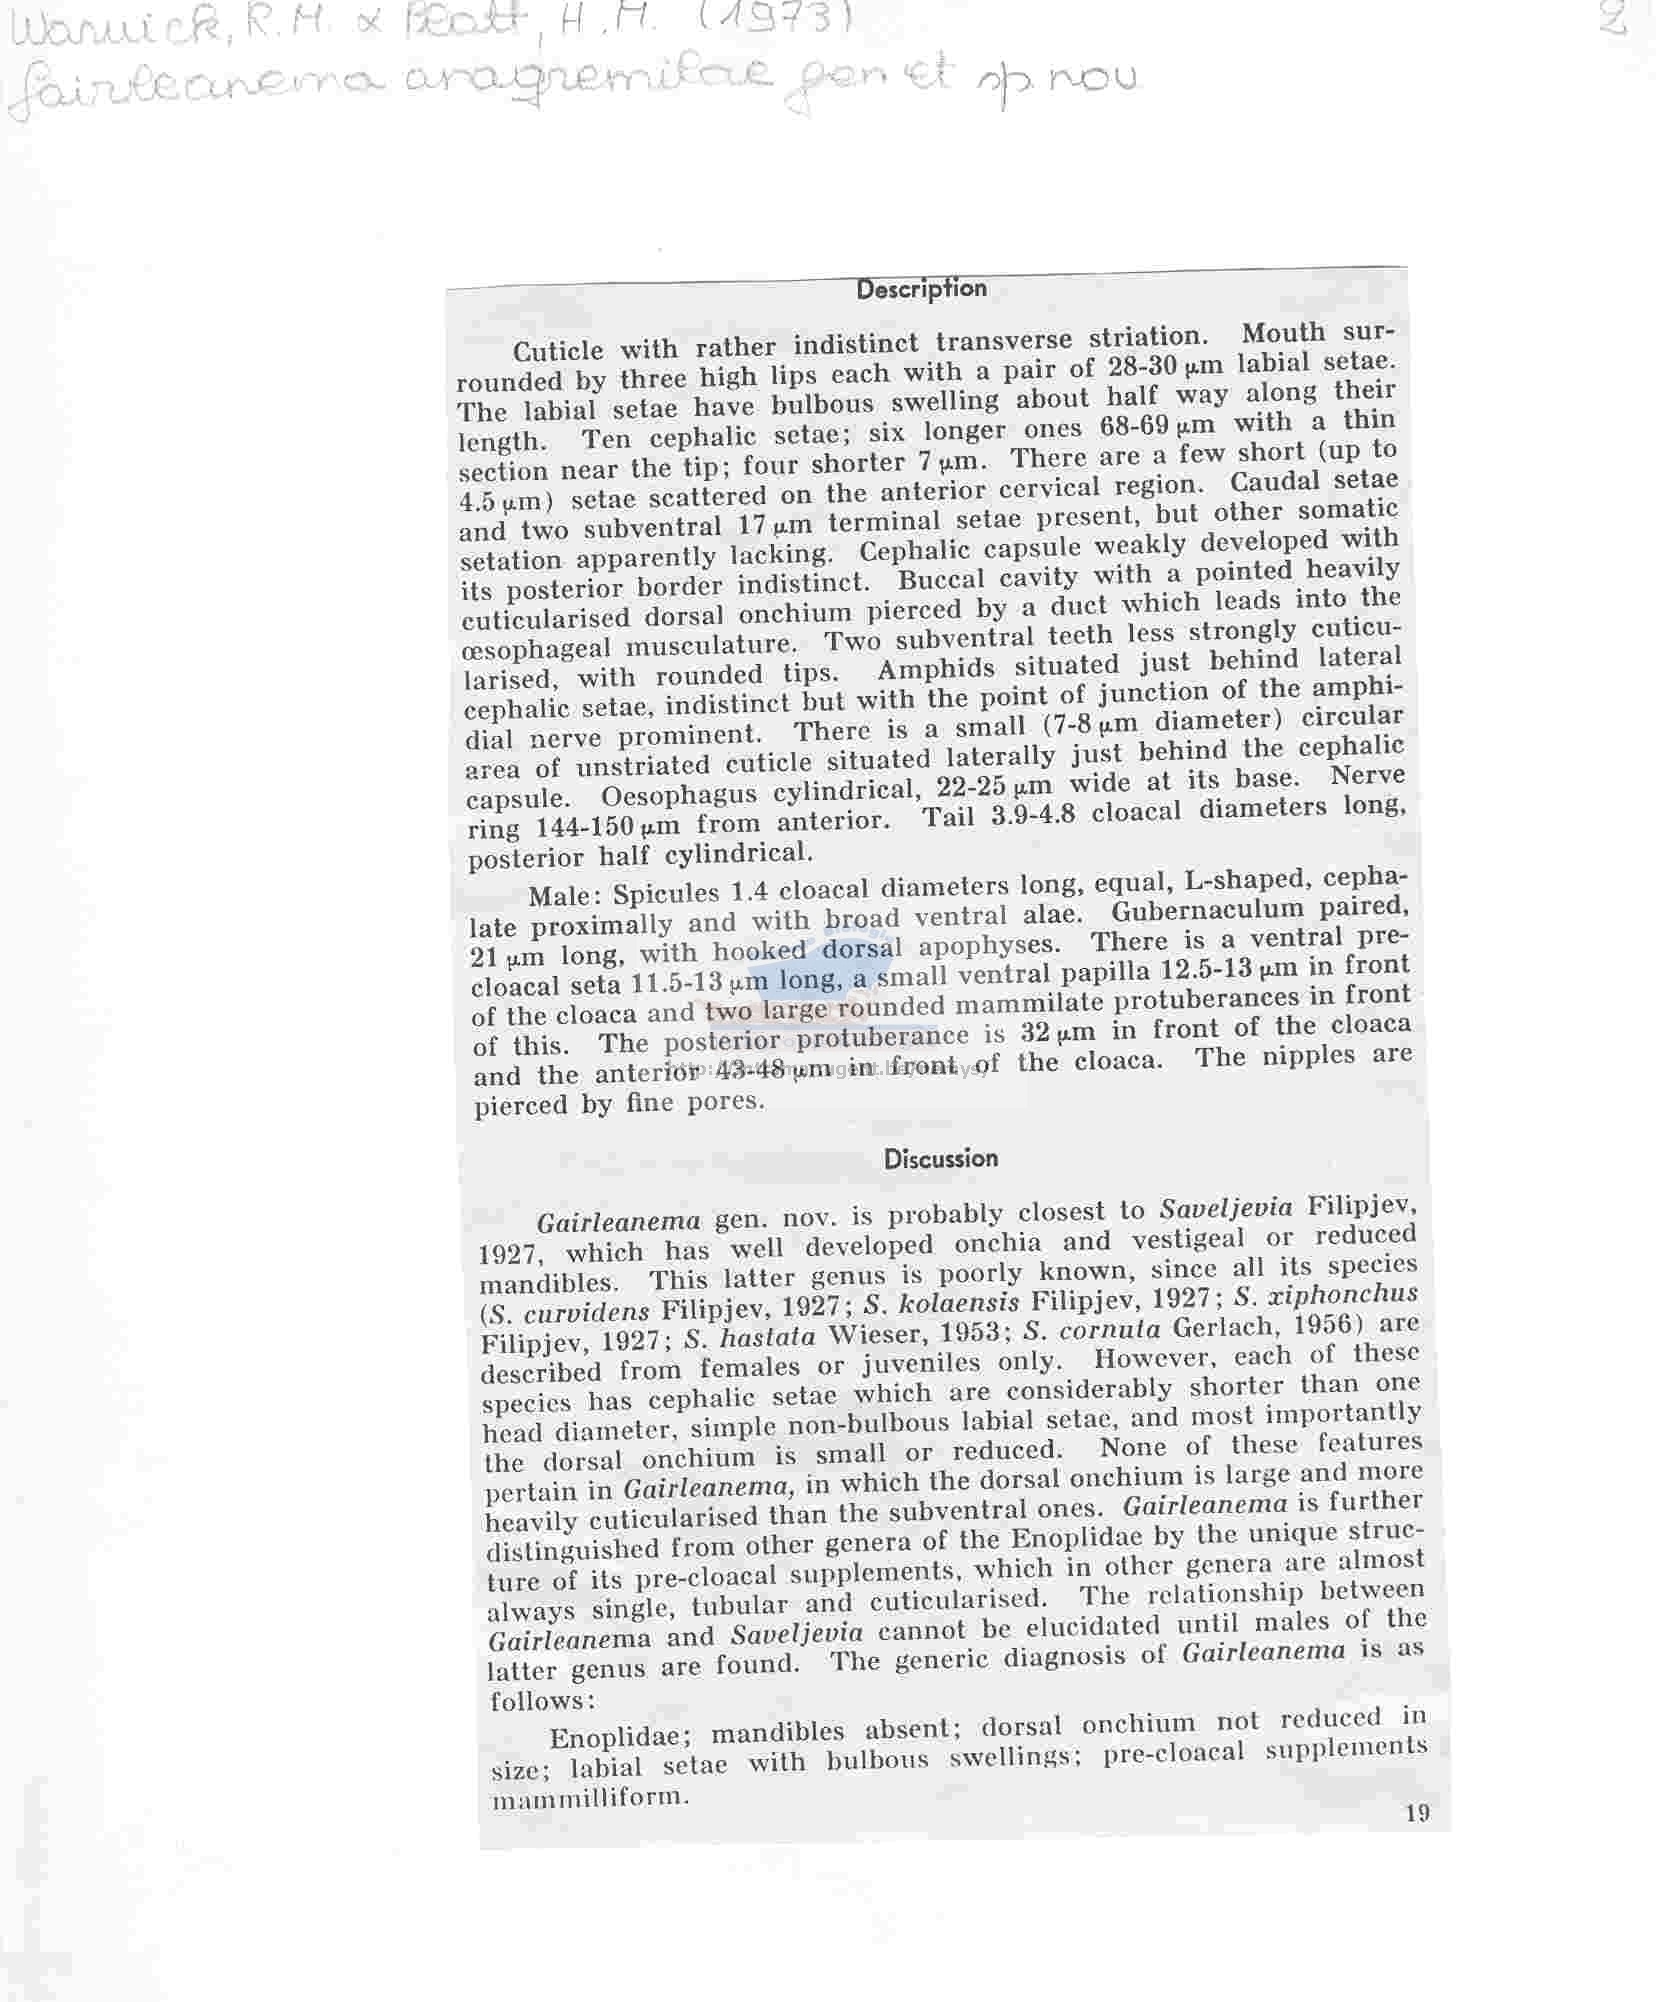 Warwick, R.M. & Platt, H.M. (1973)
2
Gairleanema anagremilae gen et sp. nov
Description
Cuticle with rather indistinct transverse striation. Mouth sur-
rounded by three high lips each with a pair of 28-30 µm labial setae.
The labial setae have bulbous swelling about half way along their
length. Ten cephalic setae; six longer ones 68-69 µm with a thin
section near the tip; four shorter 7 µm. There are a few short (up to
4.5 µm) setae scattered on the anterior cervical region. Caudal setae
and two subventral 17 µm terminal setae present, but other somatic
setation apparently lacking. Cephalic capsule weakly developed with
its posterior border indistinct. Buccal cavity with a pointed heavily
cuticularised dorsal onchium pierced by a duct which leads into the
œsophageal musculature. Two subventral teeth less strongly cuticu-
larised, with rounded tips. Amphids situated just behind lateral
cephalic setae, indistinct but with the point of junction of the amphi-
dial nerve prominent. There is a small (7-8 µm diameter) circular
area of unstriated cuticle situated laterally just behind the cephalic
capsule. Oesophagus cylindrical, 22-25 µm wide at its base. Nerve
ring 144-150 µm from anterior. Tail 3.9-4.8 cloacal diameters long,
posterior half cylindrical.
Male: Spicules 1.4 cloacal diameters long, equal, L-shaped, cepha-
late proximally and with broad ventral alae. Gubernaculum paired,
21 µm long, with hooked dorsal apophyses. There is a ventral pre-
cloacal seta 11.5-13 µm long, a small ventral papilla 12.5-13 µm in front
of the cloaca and two large rounded mammilate protuberances in front
of this. The posterior protuberance is 32 µm in front of the cloaca
and the anterior 43-48 µm in front of the cloaca. The nipples are
pierced by fine pores.
Discussion
Gairleanema gen. nov. is probably closest to Saveljevia Filipjev,
1927, which has well developed onchia and vestigeal or reduced
mandibles. This latter genus is poorly known, since all its species
(S. curvidens Filipjev, 1927; S. kolaensis Filipjev, 1927; S. xiphonchus
Filipjev, 1927; S. hastata Wieser, 1953; S. cornuta Gerlach, 1956) are
described from females or juveniles only. However, each of these
species has cephalic setae which are considerably shorter than one
head diameter, simple non-bulbous labial setae, and most importantly
the dorsal onchium is small or reduced. None of these features
pertain in Gairleanema, in which the dorsal onchium is large and more
heavily cuticularised than the subventral ones. Gairleanema is further
distinguished from other genera of the Enoplidae by the unique struc-
ture of its pre-cloacal supplements, which in other genera are almost
always single, tubular and cuticularised. The relationship between
Gairleanema and Saveljevia cannot be elucidated until males of the
latter genus are found. The generic diagnosis of Gairleanema is as
follows:
Enoplidae; mandibles absent; dorsal onchium not reduced in
size; labial setae with bulbous swellings; pre-cloacal supplements
mammilliform.
19